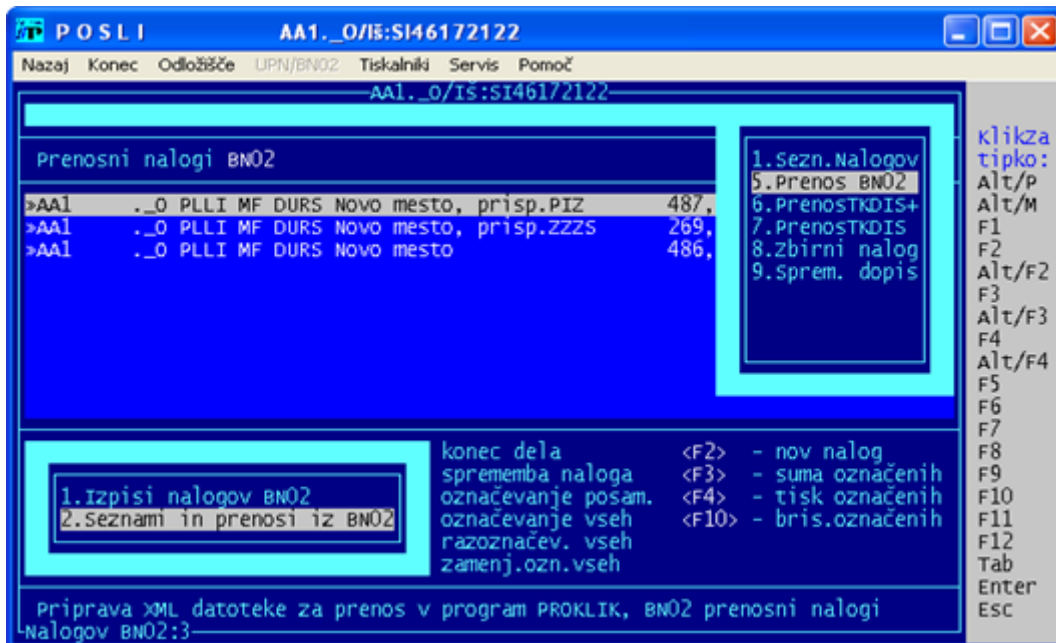 POSLI AA1._O/Iš:SI46172122
Nazaj Konec Odložišče UPN/BN02 Tiskalniki Servis Pomoč
AA1._O/Iš:SI46172122
Prenosni nalogi BN02
»AA1 ._O PLLI MF DURS Novo mesto, prisp.PIZ 487,
»AA1 ._O PLLI MF DURS Novo mesto, prisp.ZZZS 269,
»AA1 ._O PLLI MF DURS Novo mesto 486,
1.Sezn.Nalogov
5.Prenos BN02
6.PrenosTKDIS+
7.PrenosTKDIS
8.Zbirni nalog
9.Sprem. dopis
1.Izpisi nalogov BN02
2.Seznami in prenosi iz BN02
konec dela <F2> - nov nalog
sprememba naloga <F3> - suma označenih
označevanje posam. <F4> - tisk označenih
označevanje vseh <F10> - bris.označenih
razoznačev. vseh
zamenj.ozn.vseh
Priprava XML datoteke za prenos v program PROKLIK, BN02 prenosni nalogi
Nalogov BN02:3
KlikZa
tipko:
Alt/P
Alt/M
F1
F2
Alt/F2
F3
Alt/F3
F4
Alt/F4
F5
F6
F7
F8
F9
F10
F11
F12
Tab
Enter
Esc